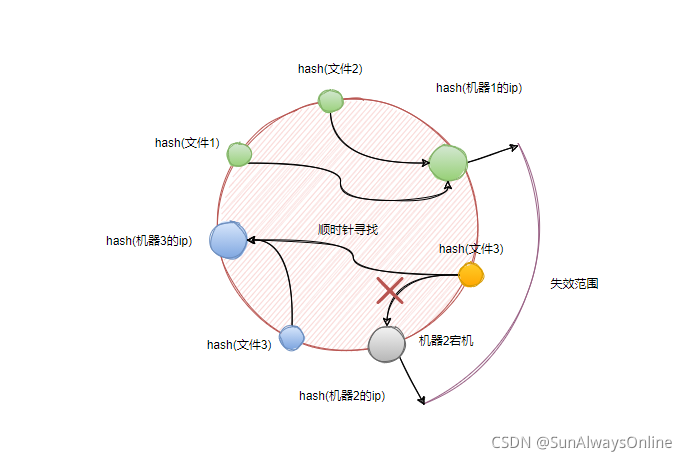 hash(文件2)
hash(机器1的ip)
hash(文件1)
顺时针寻找
hash(机器3的ip)
hash(文件3)
失效范围
hash(文件3)
机器2宕机
hash(机器2的ip)
CSDN @SunAlwaysOnline